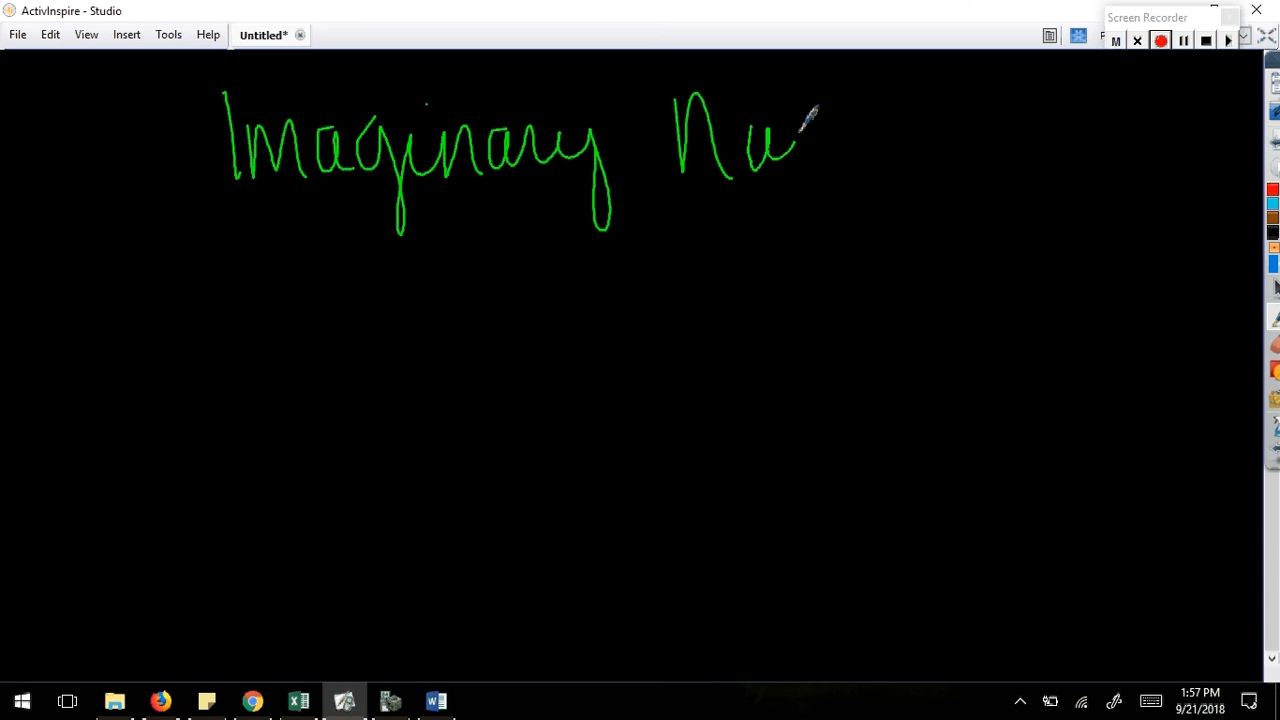 ActivInspire - Studio
Screen Recorder
File Edit View Insert Tools Help Untitled*
M
Imaginary Nu
1:57 PM
9/21/2018